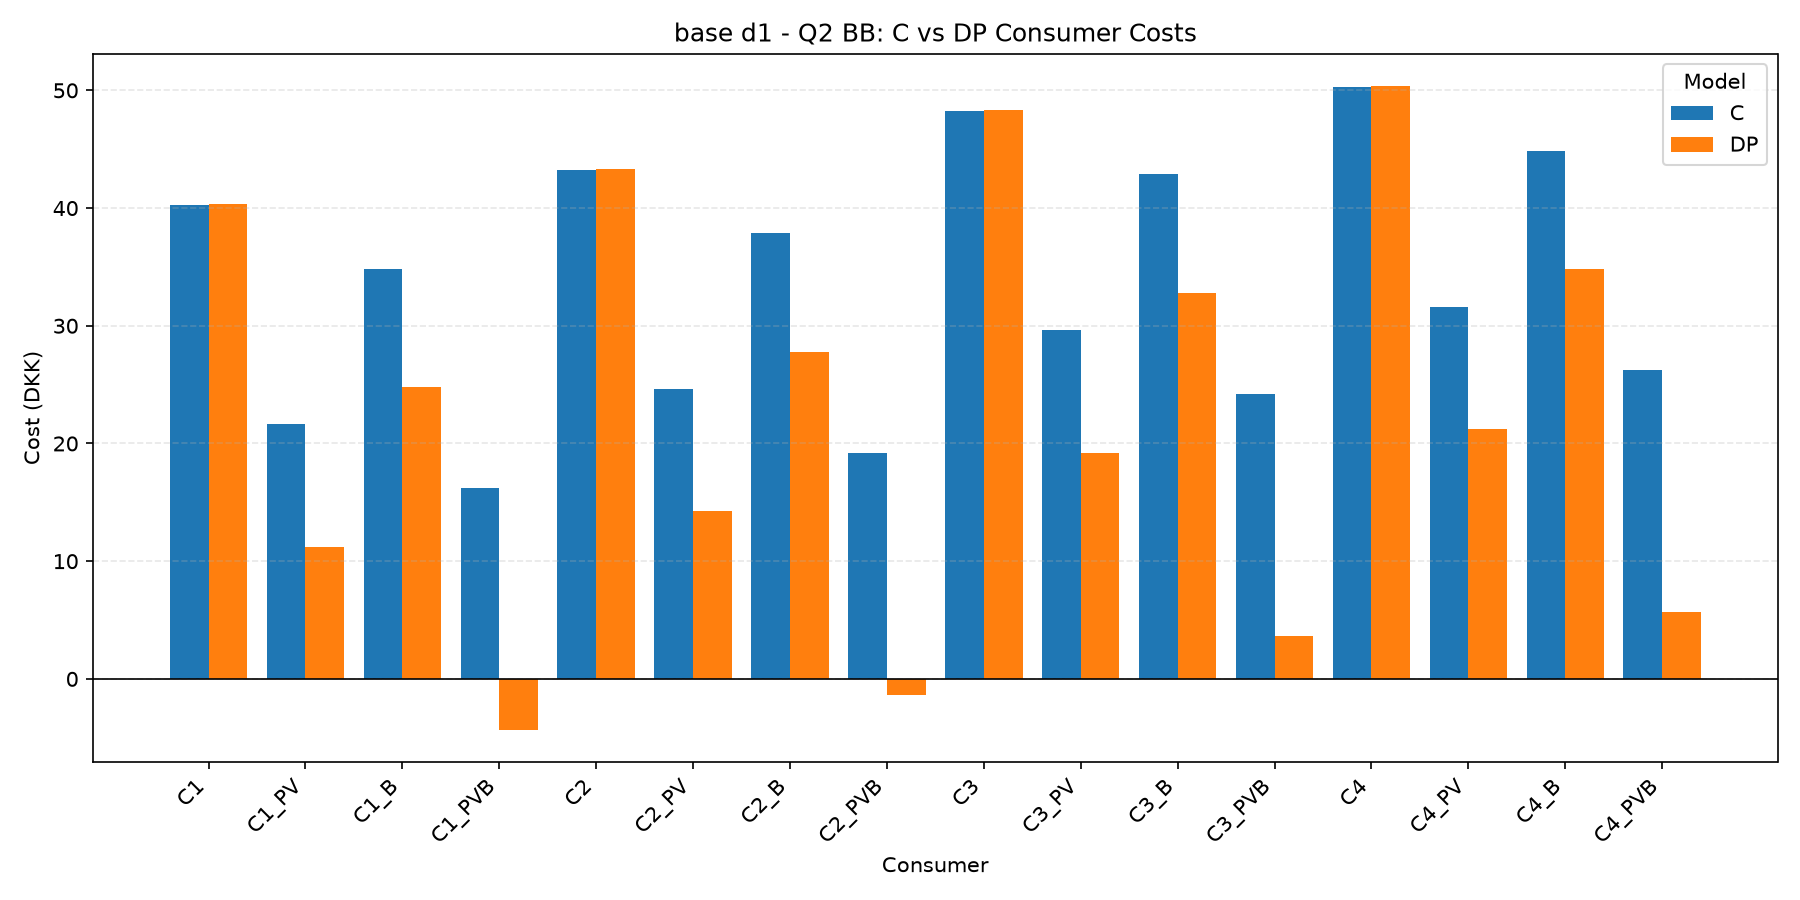 base d1 - Q2 BB: C vs DP Consumer Costs
Model
C
DP
Cost (DKK)
50
40
30
20
10
0
C1
C1_PV
C1_B
C1_PVB
C2
C2_PV
C2_B
C2_PVB
C3
C3_PV
C3_B
C3_PVB
C4
C4_PV
C4_B
C4_PVB
Consumer